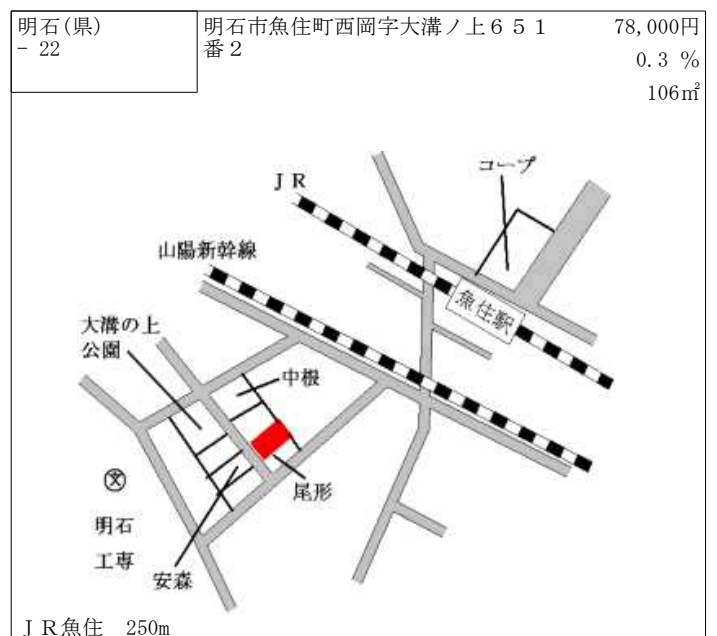 明石(県)
- 22
明石市魚住町西岡字大溝ノ上６５１
番２
78,000円
0.3 %
106㎡
コープ
ＪＲ
山陽新幹線
魚住駅
大溝の上
公園
中根
文
尾形
明石
工専
安森
ＪＲ魚住　250m